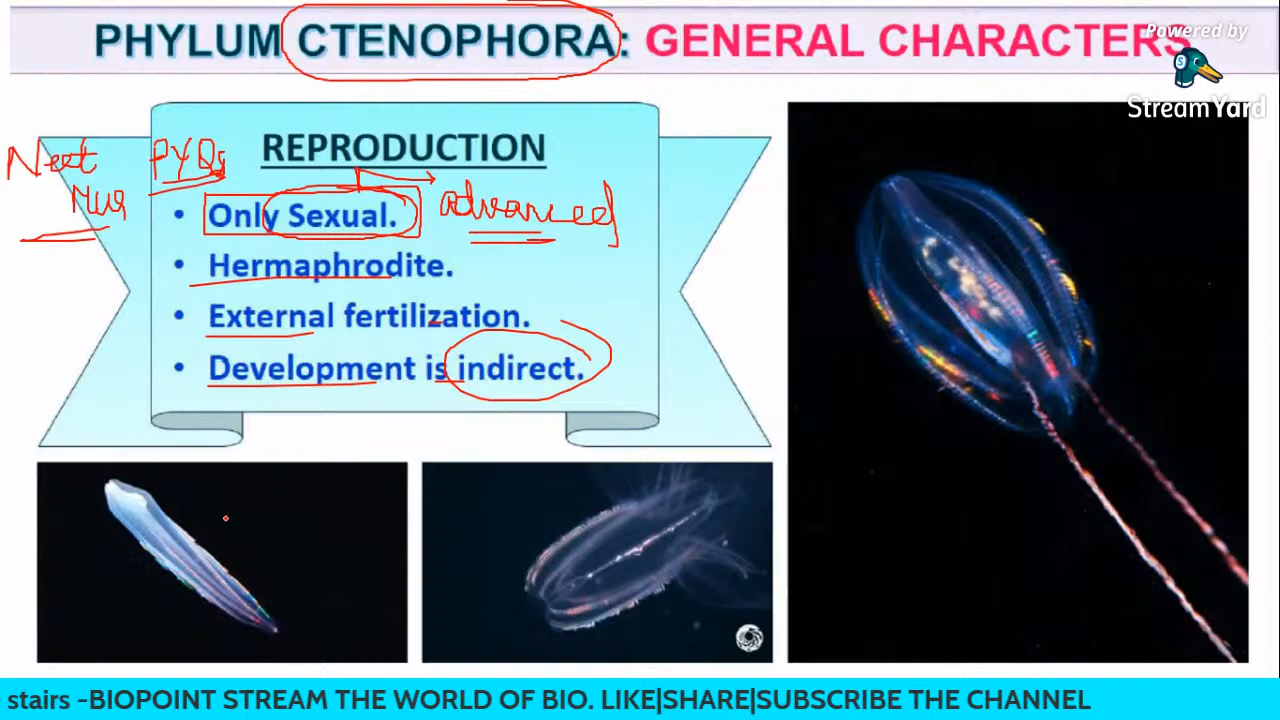 PHYLUM CTENOPHORA: GENERAL CHARACTERS
Powered by
StreamYard
REPRODUCTION
Neet PYQs
• Only Sexual. advanced
• Hermaphrodite.
• External fertilization.
• Development is indirect.
stairs -BIOPOINT STREAM THE WORLD OF BIO. LIKE|SHARE|SUBSCRIBE THE CHANNEL